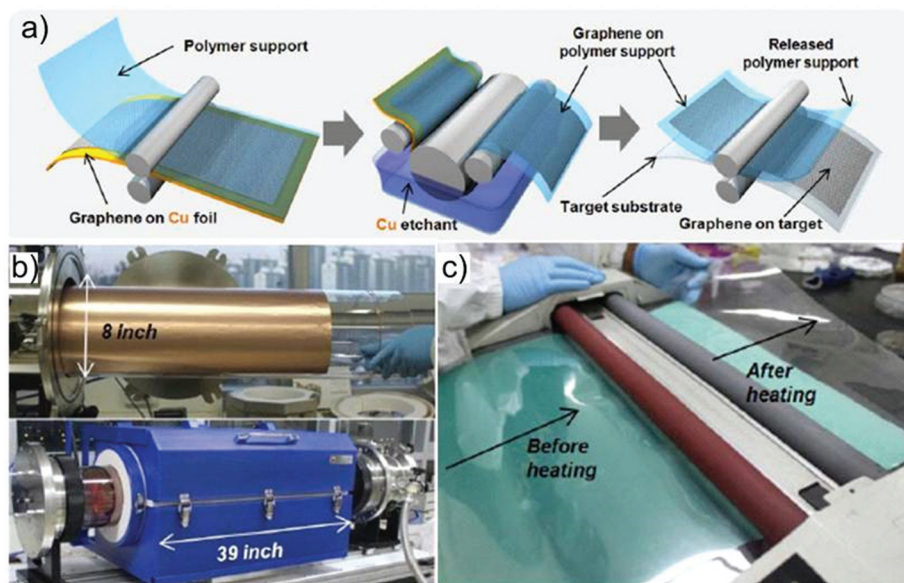 a)
Polymer support
Graphene on Cu foil
Graphene on
polymer support
Cu etchant
Released
polymer support
Target substrate
Graphene on target
b)
8 inch
39 inch
c)
Before
heating
After
heating